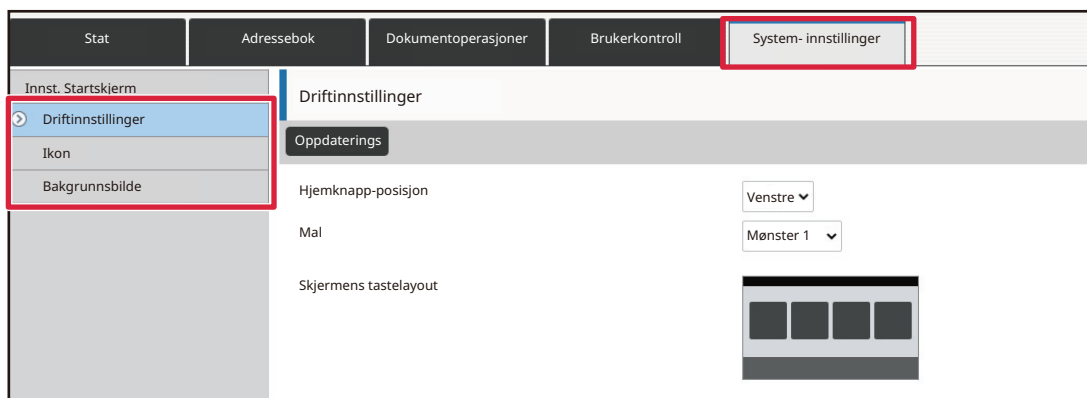 Stat
Adressebok
Dokumentoperasjoner
Brukerkontroll
System- innstillinger
Innst. Startskjerm
Driftinnstillinger
Ikon
Bakgrunnsbilde
Driftinnstillinger
Oppdaterings
Hjemknapp-posisjon
Venstre
Mal
Mønster 1
Skjermens tastelayout